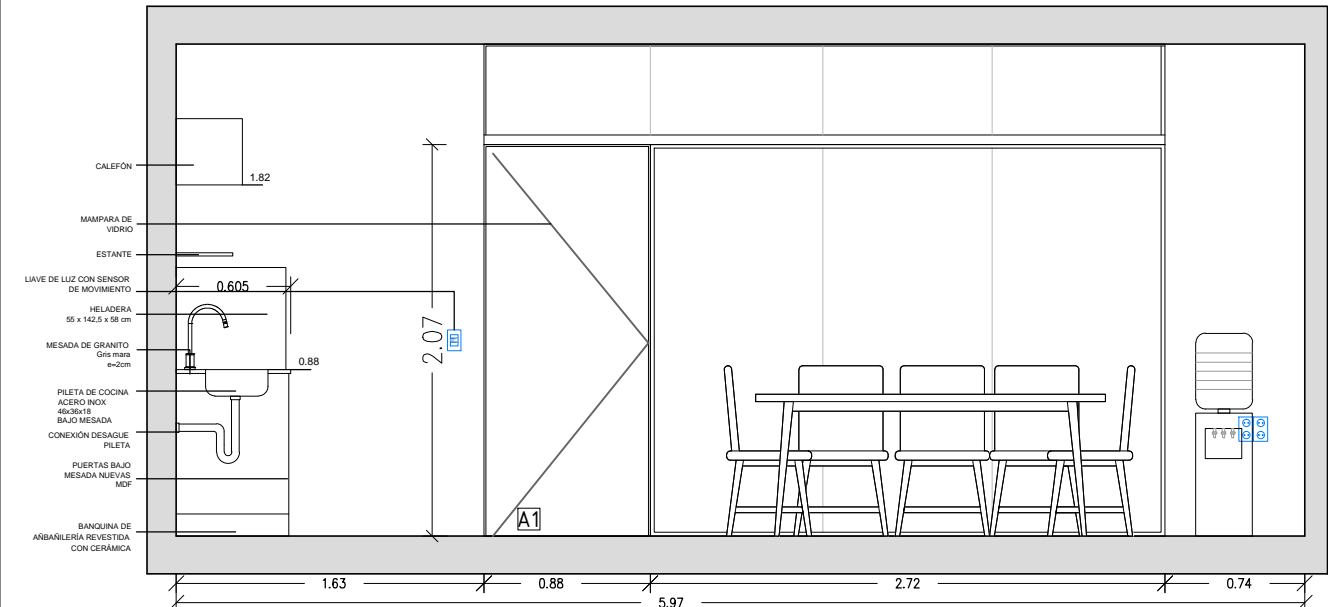 CALEFÓN
1.82
MAMPARA DE
VIDRIO
ESTANTE
LIAVE DE LUZ CON SENSOR
DE MOVIMIENTO
0.605
HELADERA
55 x 142,5 x 58 cm
2.07
MESADA DE GRANITO
Gris mara
e=2cm
0.88
PILETA DE COCINA
ACERO INOX
46x36x18
BAJO MESADA
CONEXIÓN DESAGUE
PILETA
PUERTAS BAJO
MESADA NUEVAS
MDF
A1
BANQUINA DE
AÑBAÑILERÍA REVESTIDA
CON CERÁMICA
1.63
0.88
2.72
0.74
5.97